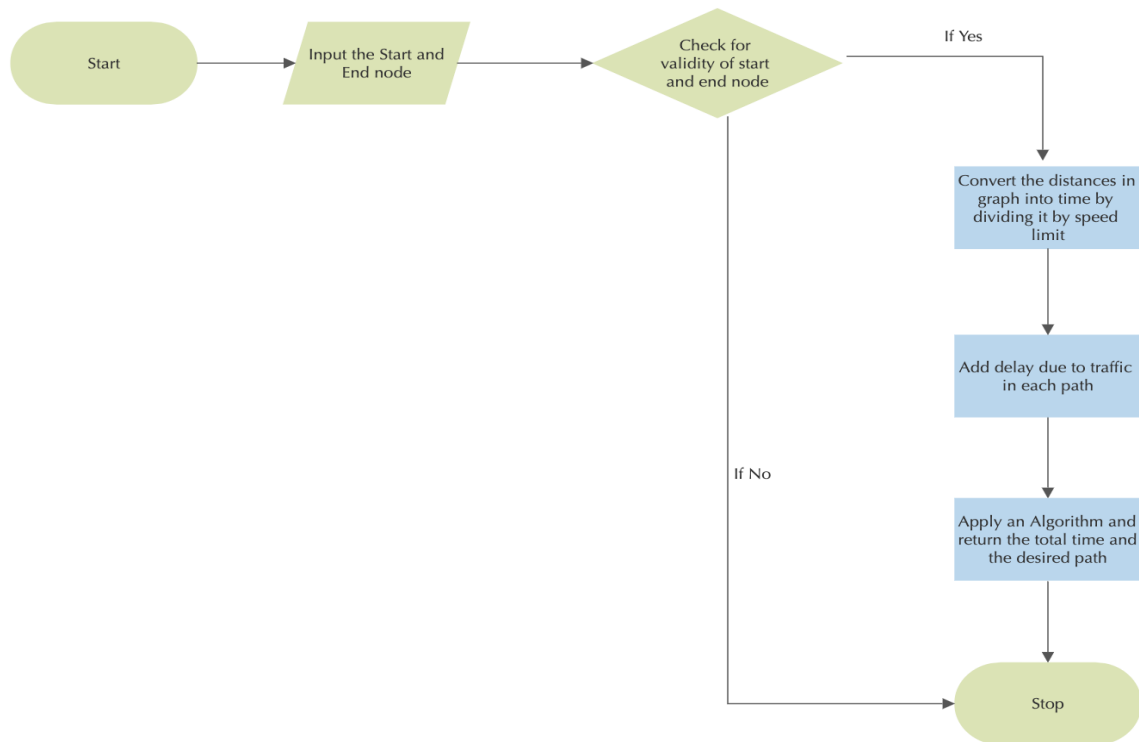 Start
Input the Start and
End node
Check for
validity of start
and end node
If Yes
Convert the distances in
graph into time by
dividing it by speed
limit
Add delay due to traffic
in each path
If No
Apply an Algorithm and
return the total time and
the desired path
Stop